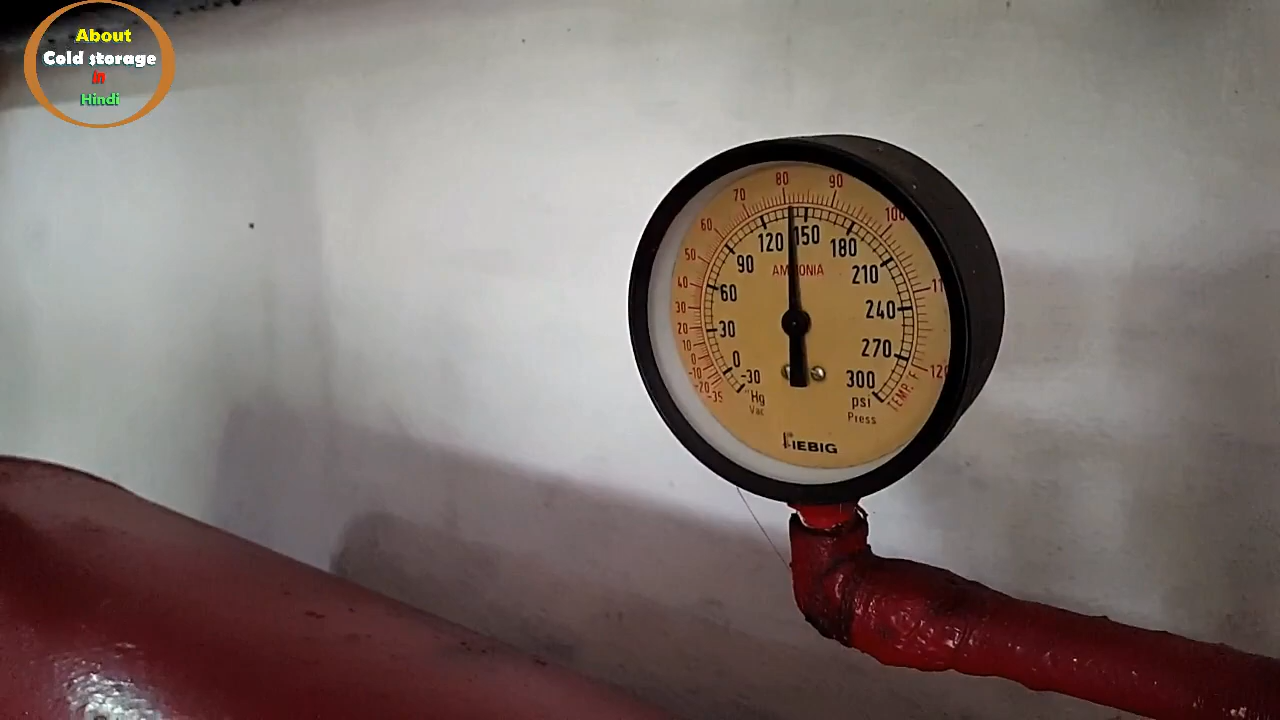 About
Cold storage
in
Hindi
80
90
70
100
60
120
150
50
180
90
AMMONIA
210
40
60
30
240
20
30
10
270
0
0
-10
-30
300
-20
-35
"Hg
Vac
psi
Press
TEMP. F
LIEBIG